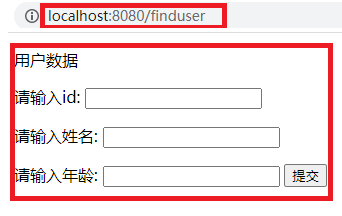 localhost:8080/finduser
用户数据
请输入id:
请输入姓名:
请输入年龄: 提交